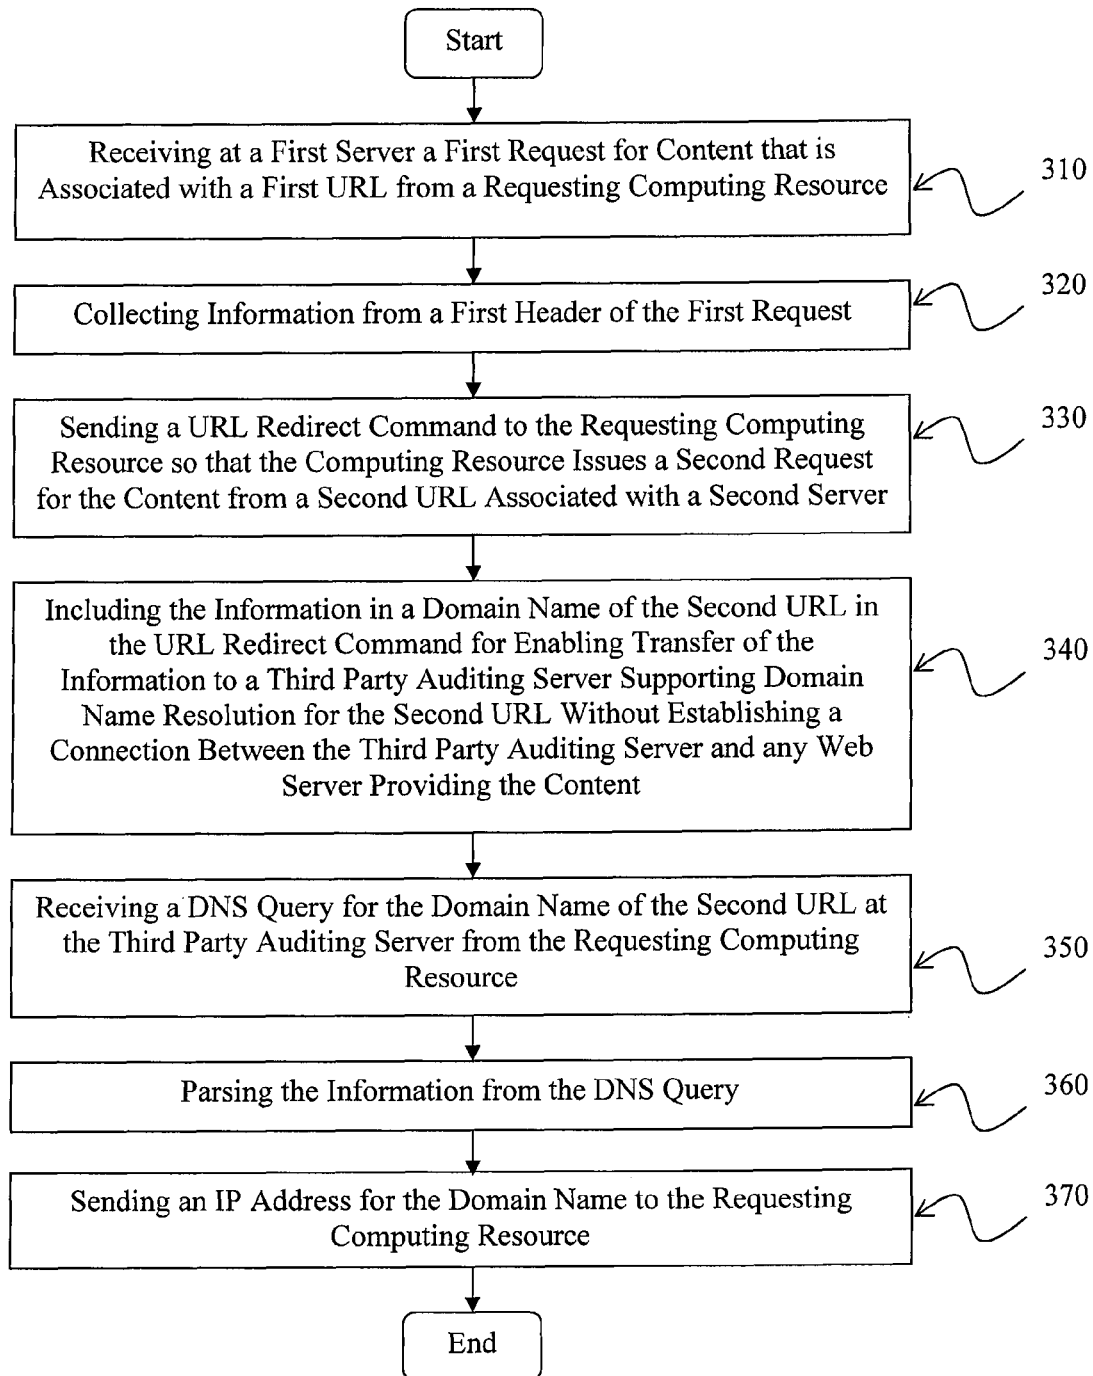 Start
Receiving at a First Server a First Request for Content that is
Associated with a First URL from a Requesting Computing Resource
310
Collecting Information from a First Header of the First Request
320
Sending a URL Redirect Command to the Requesting Computing
Resource so that the Computing Resource Issues a Second Request
for the Content from a Second URL Associated with a Second Server
330
Including the Information in a Domain Name of the Second URL in
the URL Redirect Command for Enabling Transfer of the
Information to a Third Party Auditing Server Supporting Domain
Name Resolution for the Second URL Without Establishing a
Connection Between the Third Party Auditing Server and any Web
Server Providing the Content
340
Receiving a DNS Query for the Domain Name of the Second URL at
the Third Party Auditing Server from the Requesting Computing
Resource
350
Parsing the Information from the DNS Query
360
Sending an IP Address for the Domain Name to the Requesting
Computing Resource
370
End